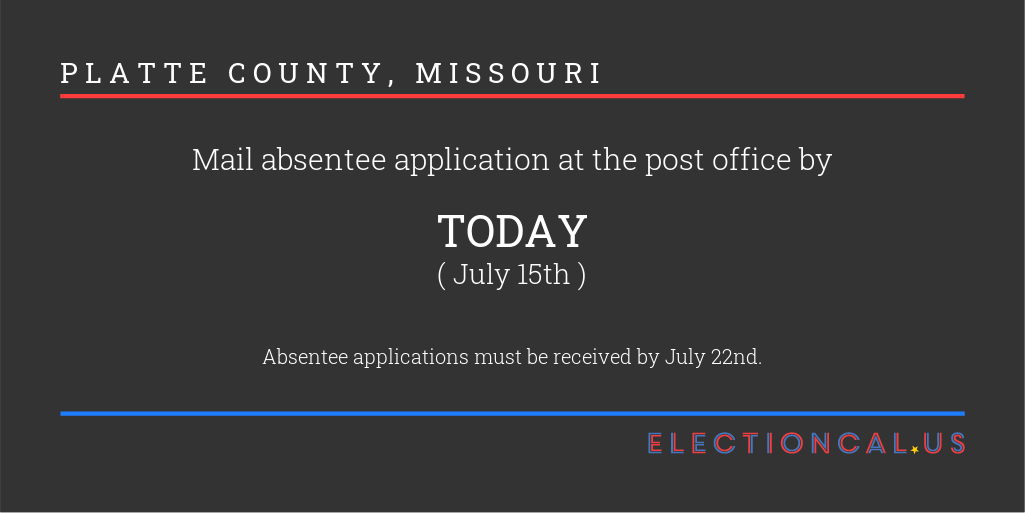 PLATTE COUNTY, MISSOURI
Mail absentee application at the post office by
TODAY
( July 15th )
Absentee applications must be received by July 22nd.
ELECTIONCAL.US